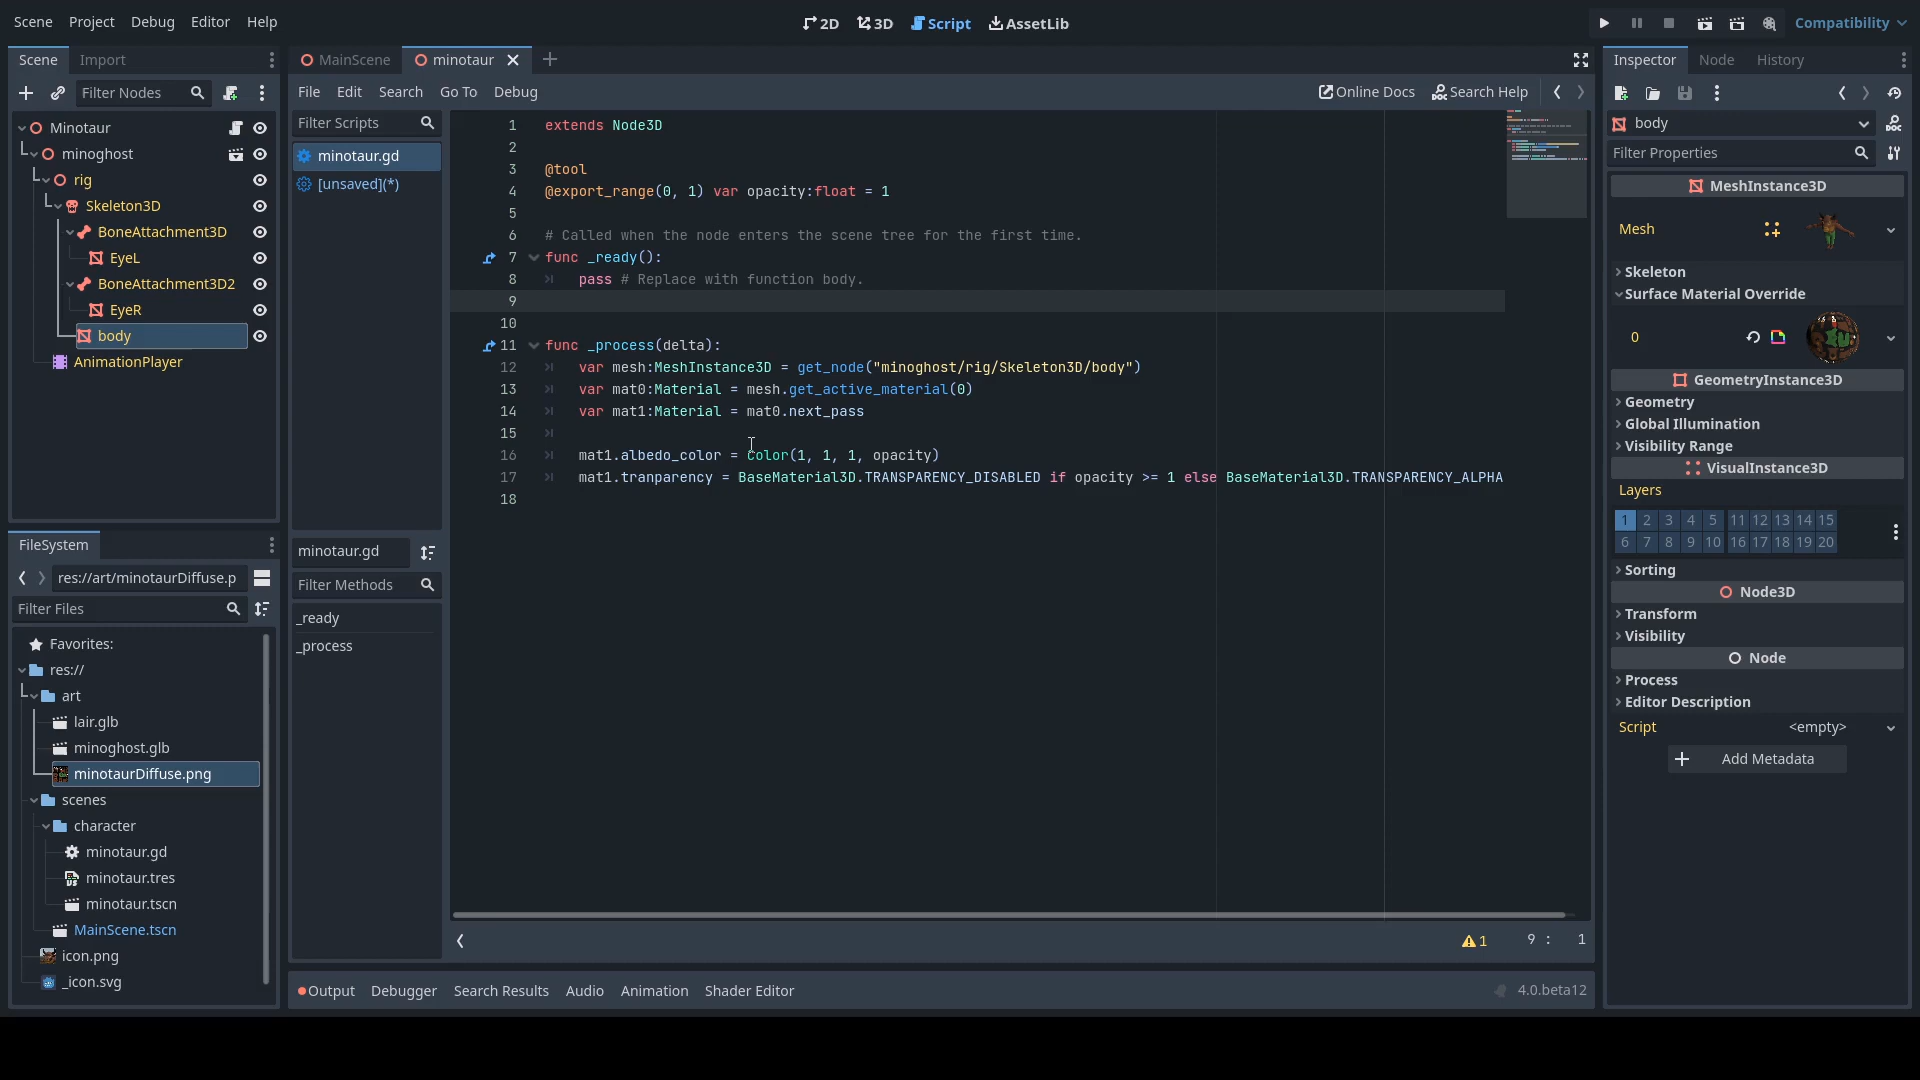 Scene Project Debug Editor Help
2D 3D Script AssetLib
Compatibility
Scene Import
Filter Nodes
Minotaur
minoghost
rig
Skeleton3D
BoneAttachment3D
EyeL
BoneAttachment3D2
EyeR
body
AnimationPlayer
FileSystem
res://art/minotaurDiffuse.p
Filter Files
Favorites:
res://
art
lair.glb
minoghost.glb
minotaurDiffuse.png
scenes
character
minotaur.gd
minotaur.tres
minotaur.tscn
MainScene.tscn
icon.png
_icon.svg
MainScene minotaur
File Edit Search Go To Debug
Online Docs Search Help
Filter Scripts
minotaur.gd
[unsaved](*)
minotaur.gd
Filter Methods
_ready
_process
1 extends Node3D
2
3 @tool
4 @export_range(0, 1) var opacity:float = 1
5
6 # Called when the node enters the scene tree for the first time.
7 func _ready():
8 pass # Replace with function body.
9
10
11 func _process(delta):
12 var mesh:MeshInstance3D = get_node("minoghost/rig/Skeleton3D/body")
13 var mat0:Material = mesh.get_active_material(0)
14 var mat1:Material = mat0.next_pass
15
16 mat1.albedo_color = Color(1, 1, 1, opacity)
17 mat1.tranparency = BaseMaterial3D.TRANSPARENCY_DISABLED if opacity >= 1 else BaseMaterial3D.TRANSPARENCY_ALPHA
18
1 9 : 1
Output Debugger Search Results Audio Animation Shader Editor
4.0.beta12
Inspector Node History
body
Filter Properties
MeshInstance3D
Mesh
Skeleton
Surface Material Override
0
GeometryInstance3D
Geometry
Global Illumination
Visibility Range
VisualInstance3D
Layers
1 2 3 4 5 11 12 13 14 15
6 7 8 9 10 16 17 18 19 20
Sorting
Node3D
Transform
Visibility
Node
Process
Editor Description
Script <empty>
Add Metadata